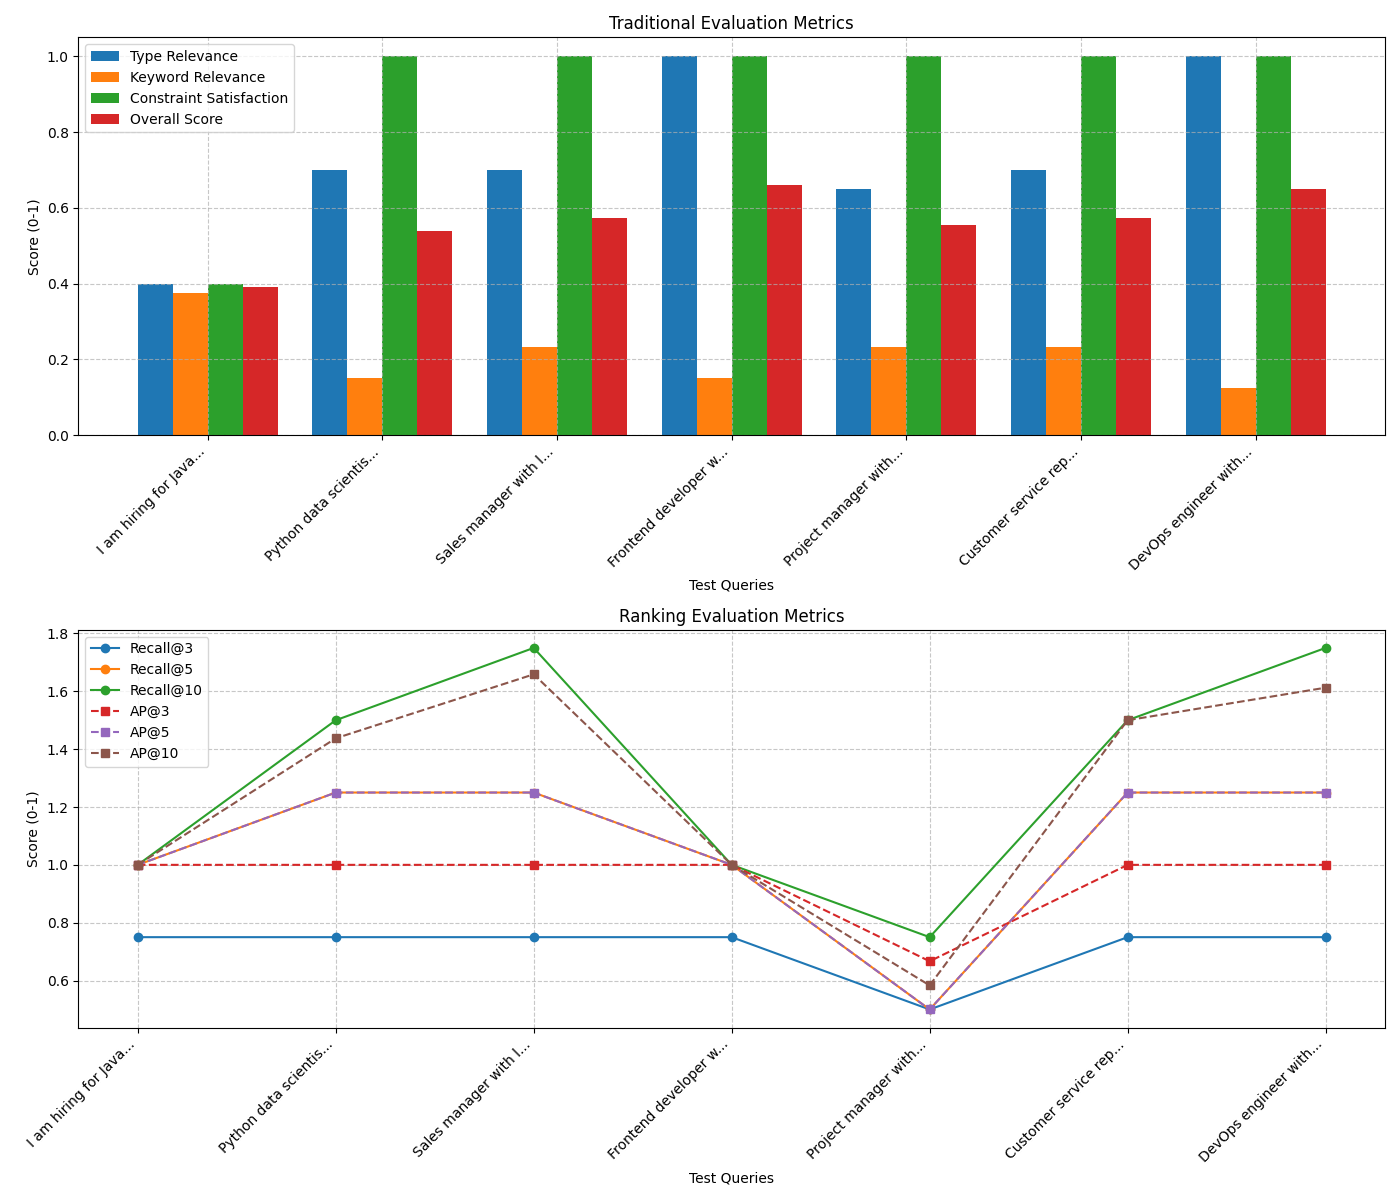 Traditional Evaluation Metrics
Type Relevance
Keyword Relevance
Constraint Satisfaction
Overall Score
Score (0-1)
1.0
0.8
0.6
0.4
0.2
0.0
I am hiring for Java...
Python data scientis...
Sales manager with l...
Frontend developer w...
Project manager with...
Customer service rep...
DevOps engineer with...
Test Queries
Ranking Evaluation Metrics
Recall@3
Recall@5
Recall@10
AP@3
AP@5
AP@10
Score (0-1)
1.8
1.6
1.4
1.2
1.0
0.8
0.6
I am hiring for Java...
Python data scientis...
Sales manager with l...
Frontend developer w...
Project manager with...
Customer service rep...
DevOps engineer with...
Test Queries